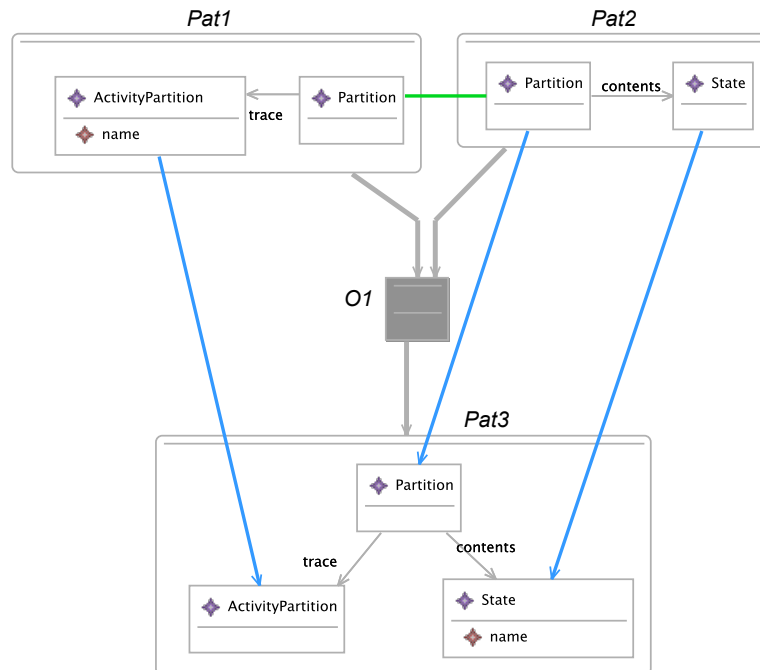 Pat1
Pat2
ActivityPartition
name
trace
Partition
Partition
contents
State
O1
Pat3
Partition
trace
contents
ActivityPartition
State
name